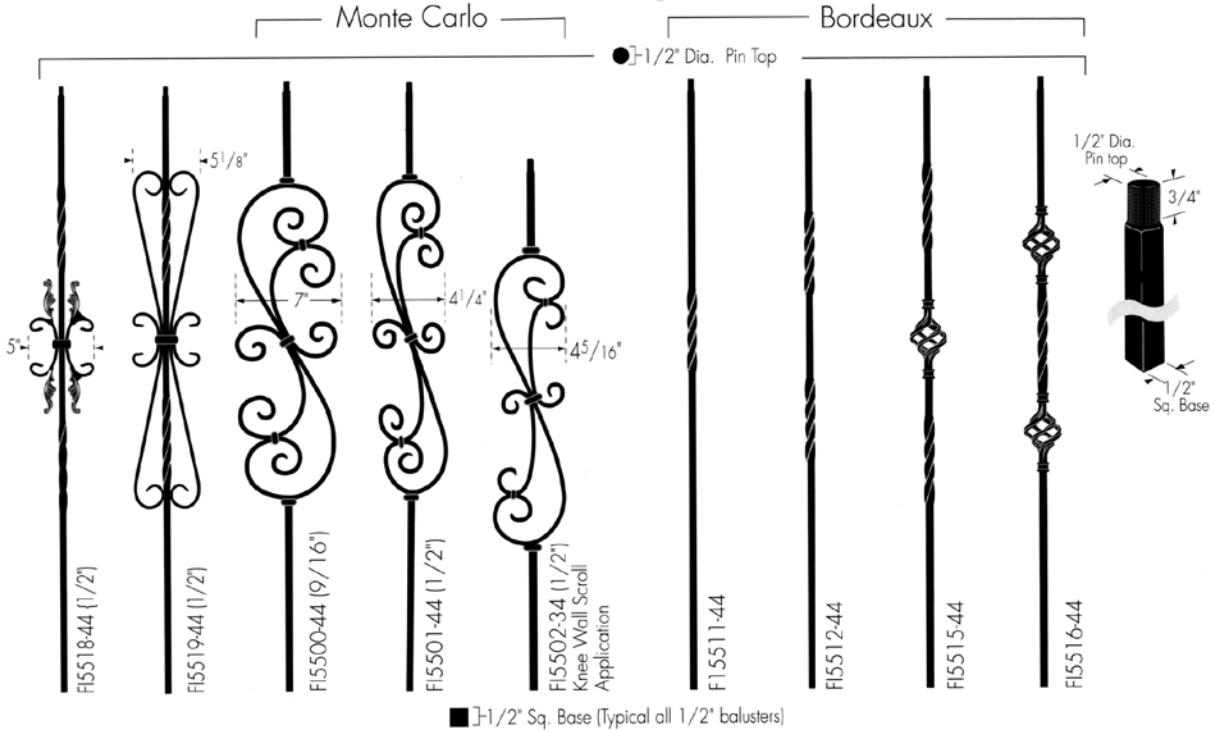 Monte Carlo
Bordeaux
1/2" Dia. Pin Top
5 1/8"
7"
4 1/4"
5"
4 5/16"
1/2" Dia.
Pin top
3/4"
1/2"
Sq. Base
FI5518-44 {1/2")
FI5519-44 (1/2")
FI5500-44 (9/16")
FI5501-44 (1/2")
FI5502-34 (1/2")
Knee Wall Scroll
Application
F15511-44
FI5512-44
FI5515-44
FI5516-44
1/2" Sq. Base (Typical all 1/2" balusters)